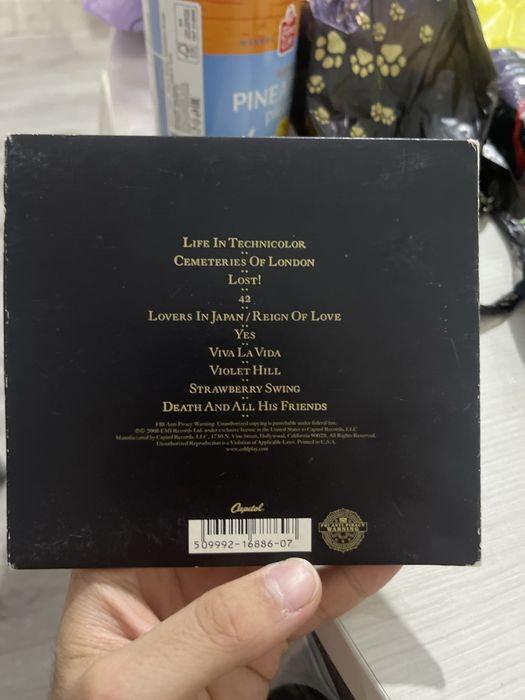 PINE
LIFE IN TECHNICOLOR
CEMETERIES OF LONDON
LOST!
42
LOVERS IN JAPAN/REIGN OF LOVE
YES
VIVA LA VIDA
VIOLET HILL
STRAWBERRY SWING
DEATH AND ALL HIS FRIENDS
FBI Anti-Piracy Warning: Unauthorized copying is punishable under federal law.
℗© 2008 EMI Records Ltd. under exclusive license in the United States to Capitol Records, LLC
Manufactured by Capitol Records, LLC, 1750 N. Vine Street, Hollywood, California 90028. All Rights Reserved.
Unauthorized Reproduction is a Violation of Applicable Laws. Printed in U.S.A.
www.coldplay.com
Capitol
FBI ANTI-PIRACY
WARNING
509992-16886-07